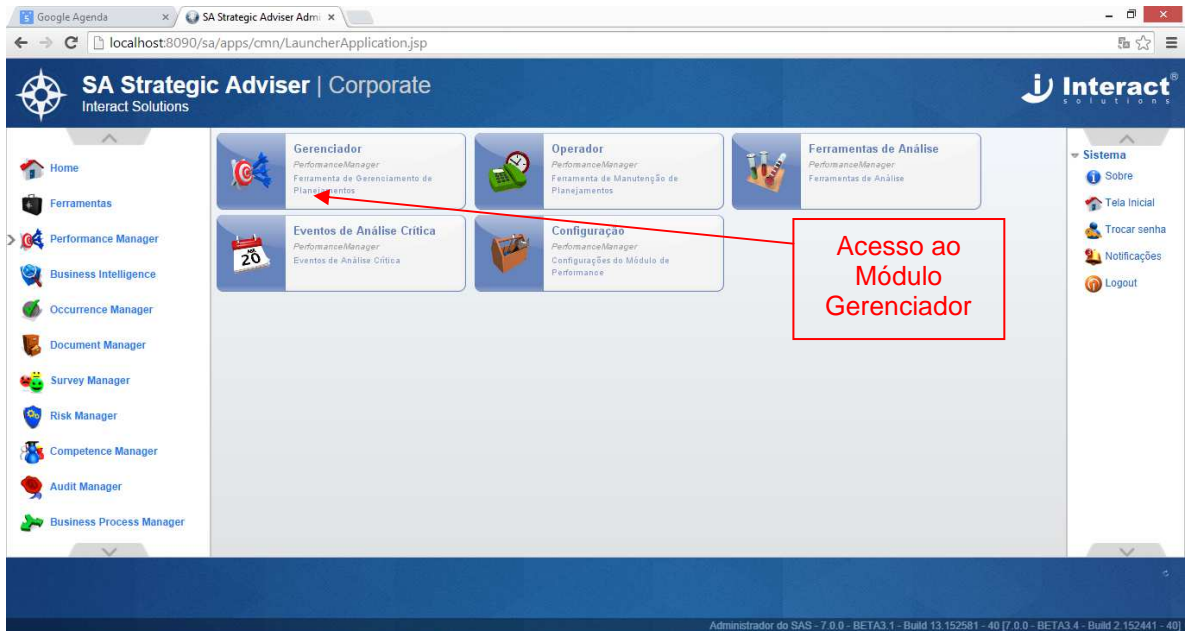 Google Agenda
SA Strategic Adviser Admi
localhost:8090/sa/apps/cmn/LauncherApplication.jsp
SA Strategic Adviser | Corporate
Interact Solutions
Interact®
solutions
Home
Ferramentas
Performance Manager
Business Intelligence
Occurrence Manager
Document Manager
Survey Manager
Risk Manager
Competence Manager
Audit Manager
Business Process Manager
Gerenciador
PerfomanceManager
Ferramenta de Gerenciamento de
Planejamentos
Operador
PerfomanceManager
Ferramenta de Manutenção de
Planejamentos
Ferramentas de Análise
PerfomanceManager
Ferramentas de Análise
Eventos de Análise Crítica
PerfomanceManager
Eventos de Análise Crítica
20
Configuração
PerfomanceManager
Configurações do Módulo de
Performance
Acesso ao
Módulo
Gerenciador
Sistema
Sobre
Tela Inicial
Trocar senha
Notificações
Logout
Administrador do SAS - 7.0.0 - BETA3.1 - Build 13.152581 - 40 [7.0.0 - BETA3.4 - Build 2.152441 - 40]